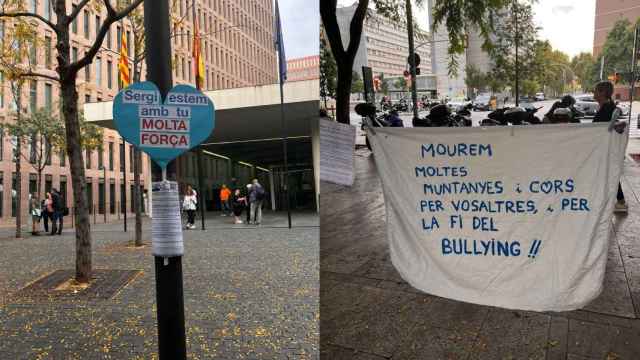 Sergi estem
amb tu
MOLTA
FORÇA
MOUREM
MOLTES
MUNTANYES i CORS
PER VOSALTRES, i PER
LA FI DEL
BULLYING !!